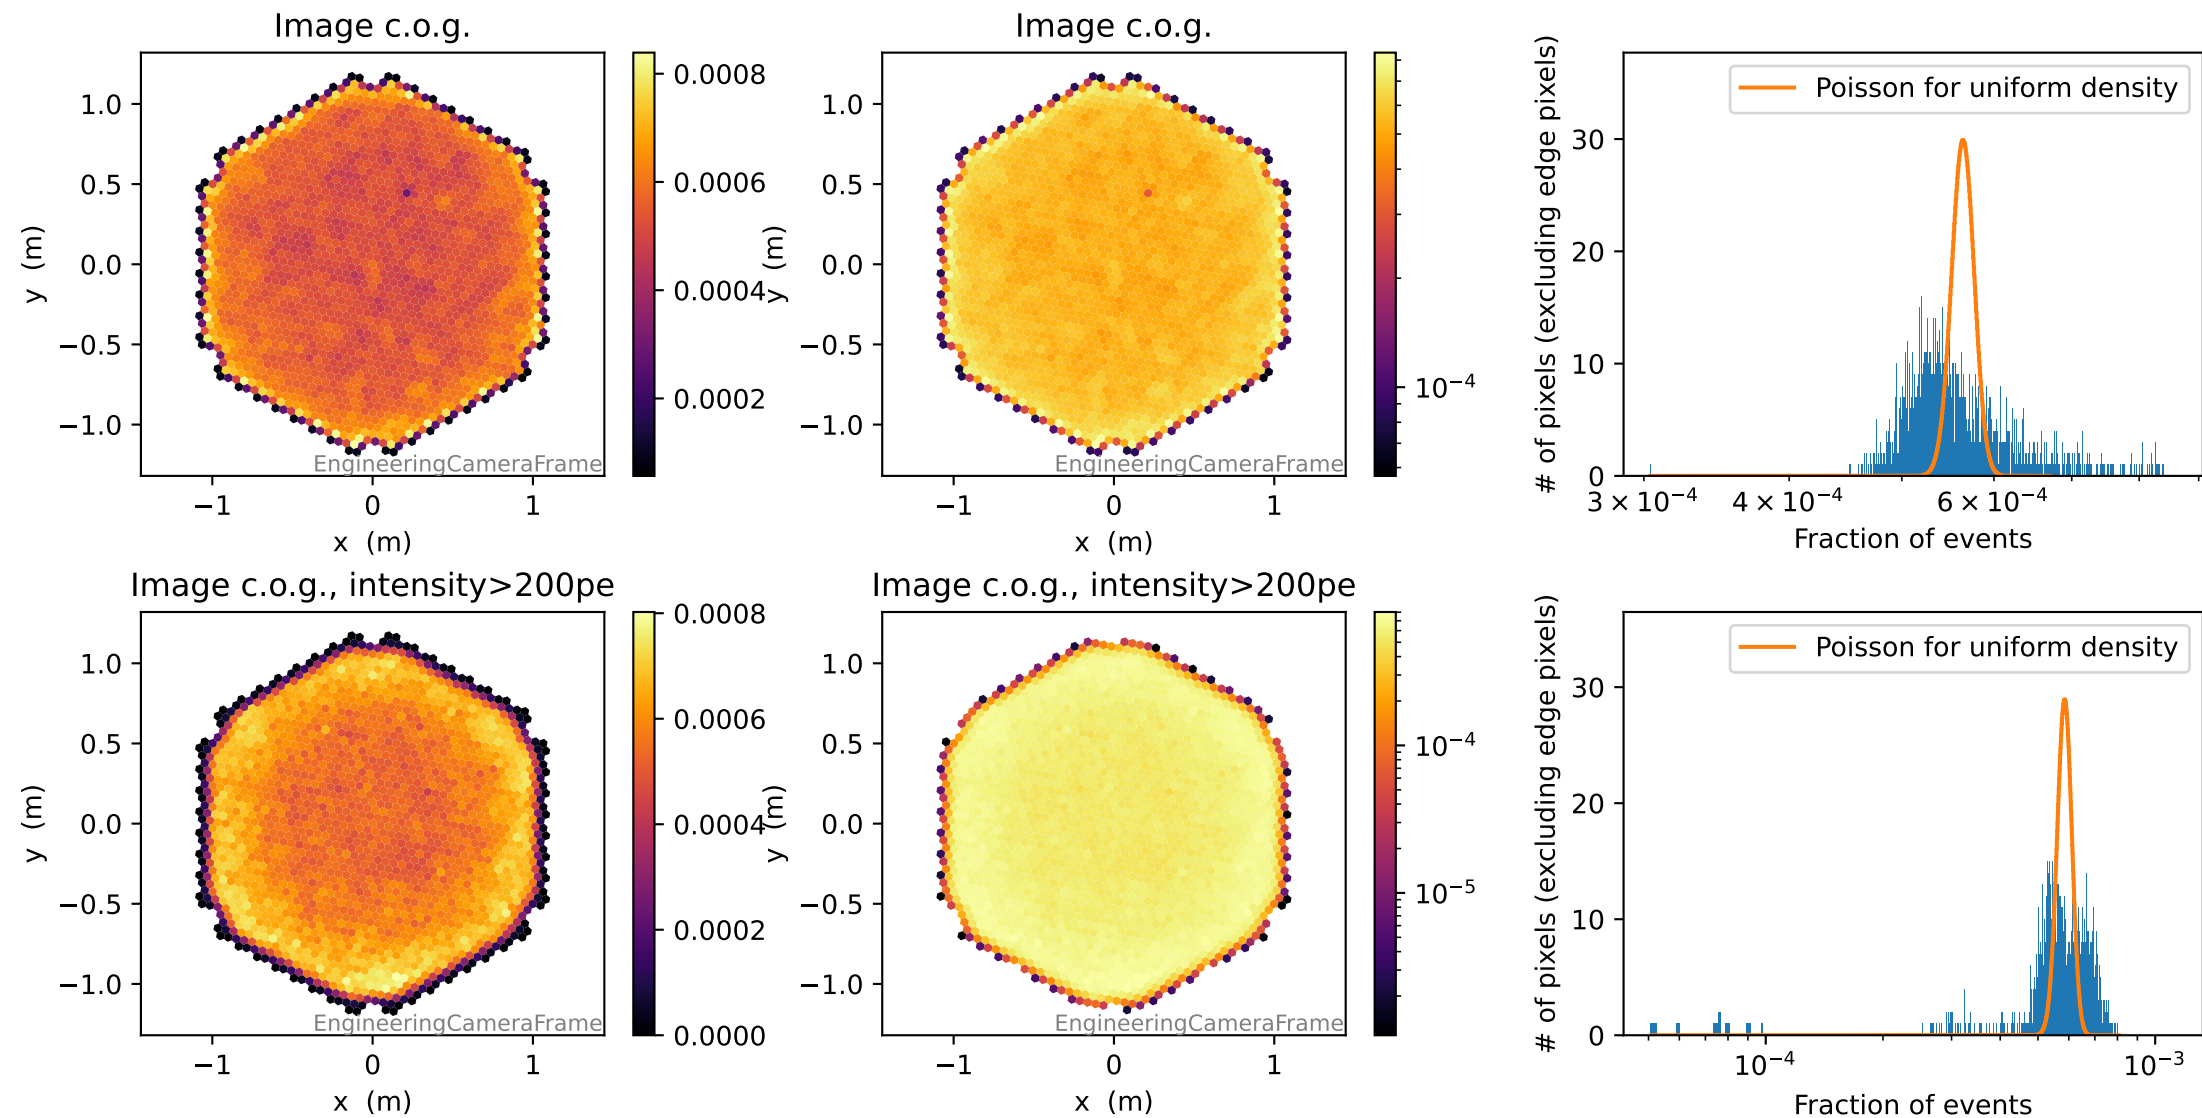 Image c.o.g.
1.0
0.5
0.0
−0.5
−1.0
y (m)
−1 0 1
x (m)
EngineeringCameraFrame
0.0008
0.0006
0.0004
0.0002
Image c.o.g.
1.0
0.5
0.0
−0.5
−1.0
y (m)
−1 0 1
x (m)
EngineeringCameraFrame
10⁻⁴
Poisson for uniform density
30
20
10
0
# of pixels (excluding edge pixels)
3 × 10⁻⁴ 4 × 10⁻⁴ 6 × 10⁻⁴
Fraction of events
Image c.o.g., intensity>200pe
1.0
0.5
0.0
−0.5
−1.0
y (m)
−1 0 1
x (m)
EngineeringCameraFrame
0.0008
0.0006
0.0004
0.0002
0.0000
Image c.o.g., intensity>200pe
1.0
0.5
0.0
−0.5
−1.0
y (m)
−1 0 1
x (m)
EngineeringCameraFrame
10⁻⁴
10⁻⁵
Poisson for uniform density
30
20
10
0
# of pixels (excluding edge pixels)
10⁻⁴ 10⁻³
Fraction of events